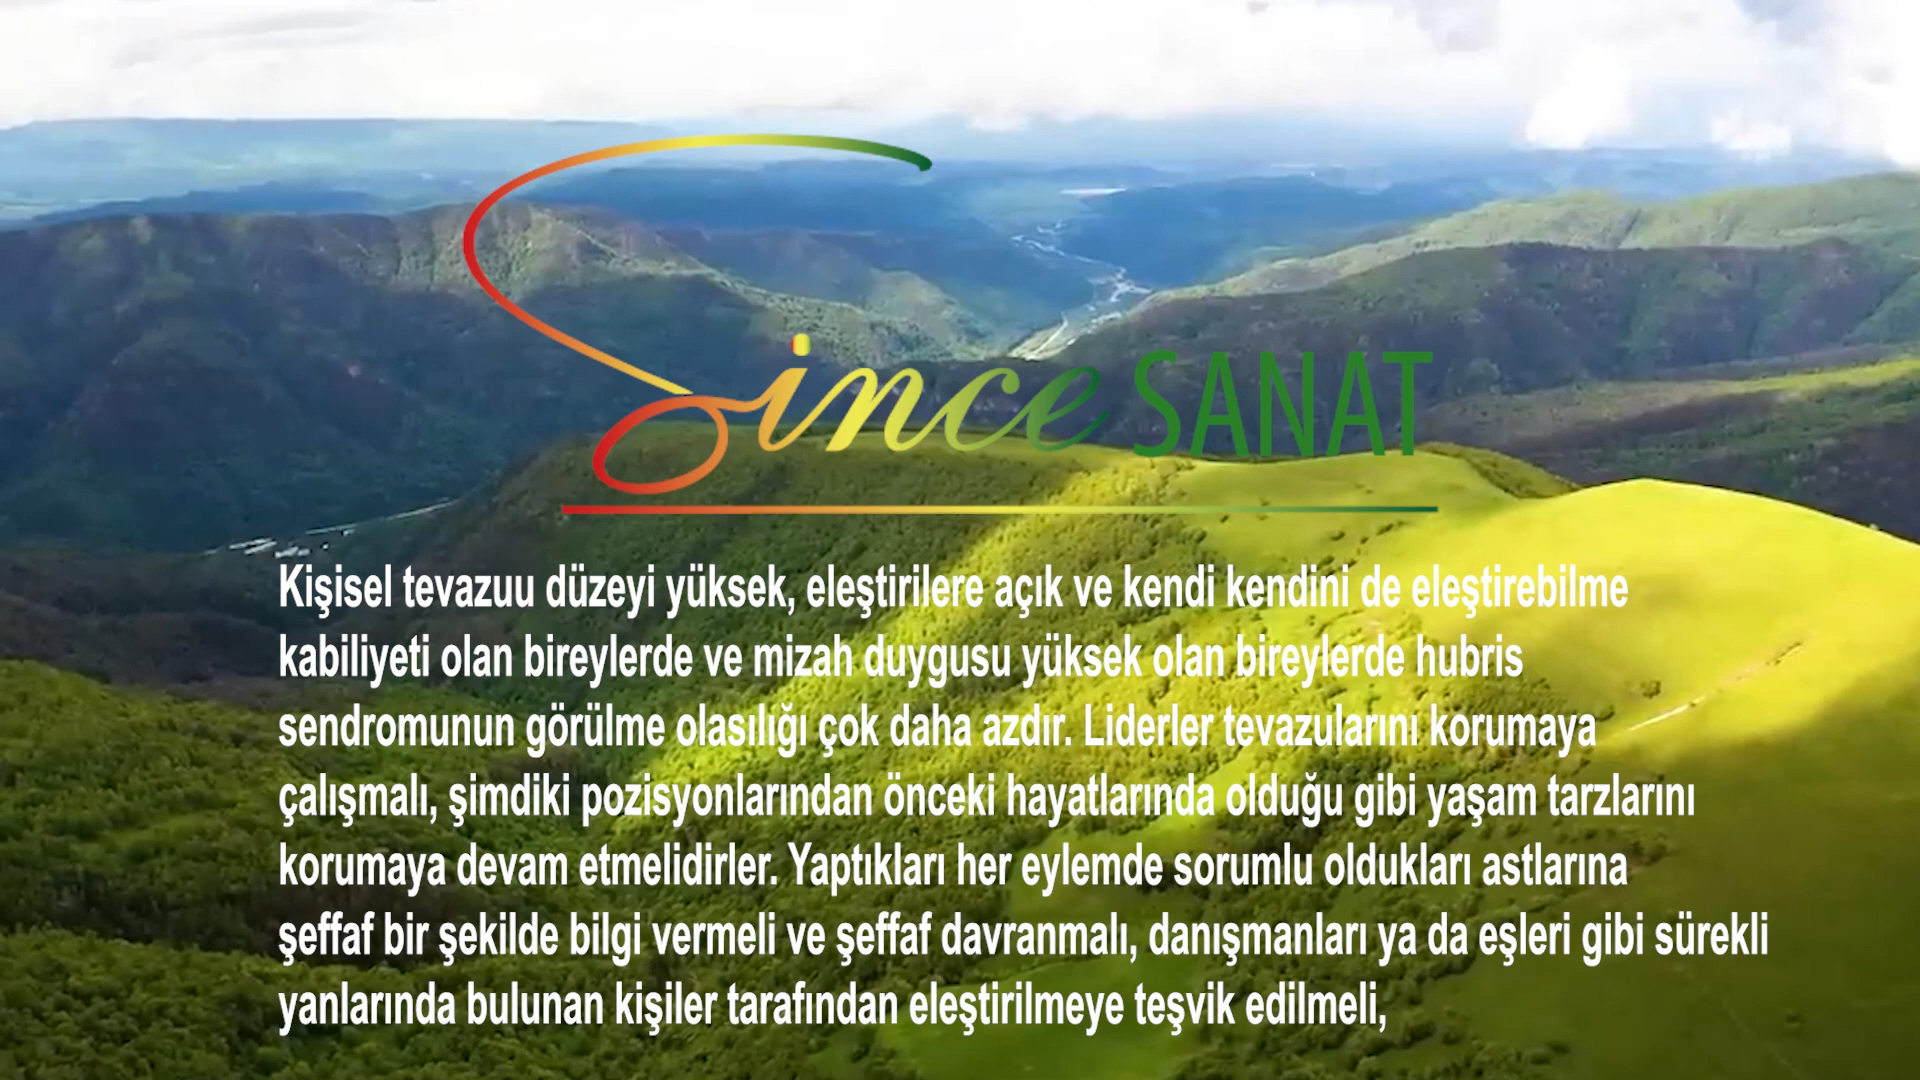 Since SANAT
Kişisel tevazuu düzeyi yüksek, eleştirilere açık ve kendi kendini de eleştirebilme
kabiliyeti olan bireylerde ve mizah duygusu yüksek olan bireylerde hubris
sendromunun görülme olasılığı çok daha azdır. Liderler tevazularını korumaya
çalışmalı, şimdiki pozisyonlarından önceki hayatlarında olduğu gibi yaşam tarzlarını
korumaya devam etmelidirler. Yaptıkları her eylemde sorumlu oldukları astlarına
şeffaf bir şekilde bilgi vermeli ve şeffaf davranmalı, danışmanları ya da eşleri gibi sürekli
yanlarında bulunan kişiler tarafından eleştirilmeye teşvik edilmeli,